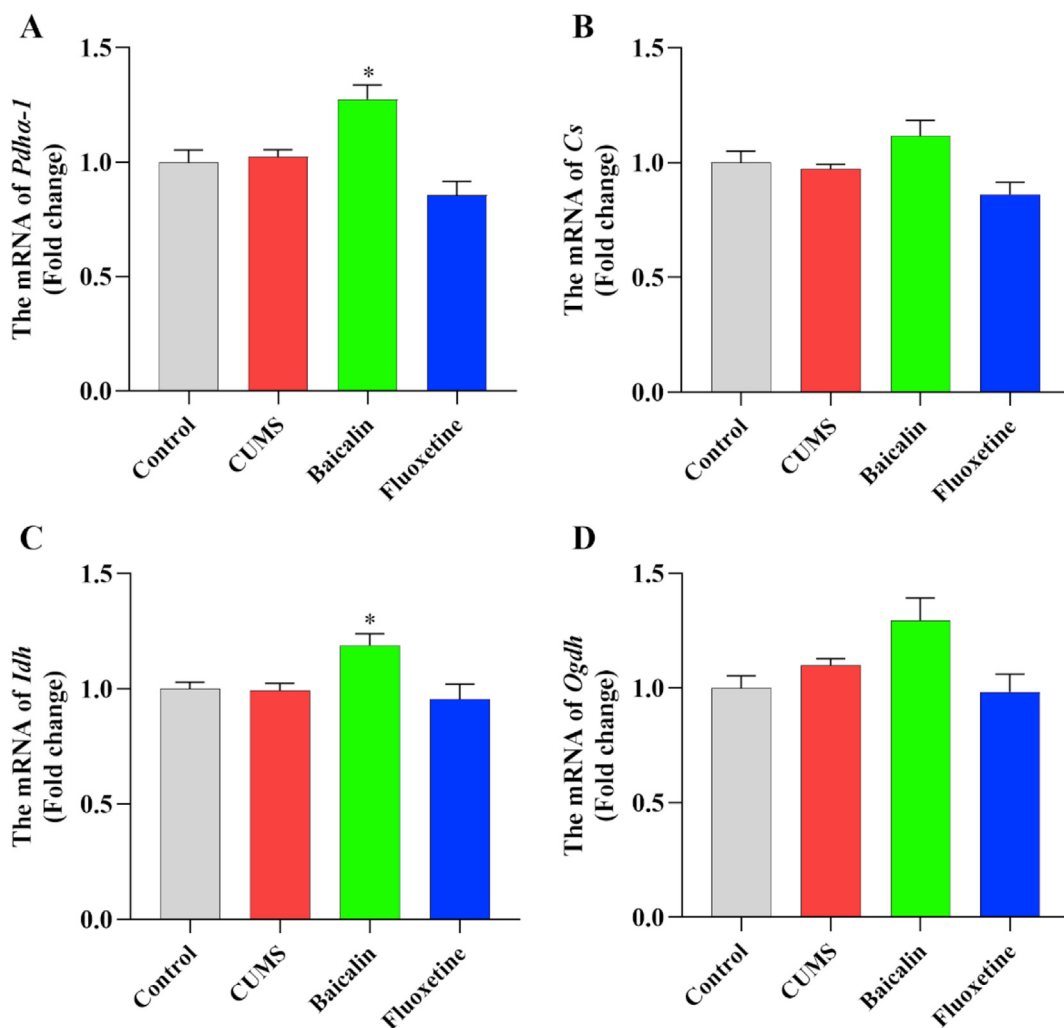 A
The mRNA of Pdhα-1
(Fold change)
1.5
1.0
0.5
0.0
*
Control
CUMS
Baicalin
Fluoxetine
B
The mRNA of Cs
(Fold change)
1.5
1.0
0.5
0.0
Control
CUMS
Baicalin
Fluoxetine
C
The mRNA of Idh
(Fold change)
1.5
1.0
0.5
0.0
*
Control
CUMS
Baicalin
Fluoxetine
D
The mRNA of Ogdh
(Fold change)
1.5
1.0
0.5
0.0
Control
CUMS
Baicalin
Fluoxetine